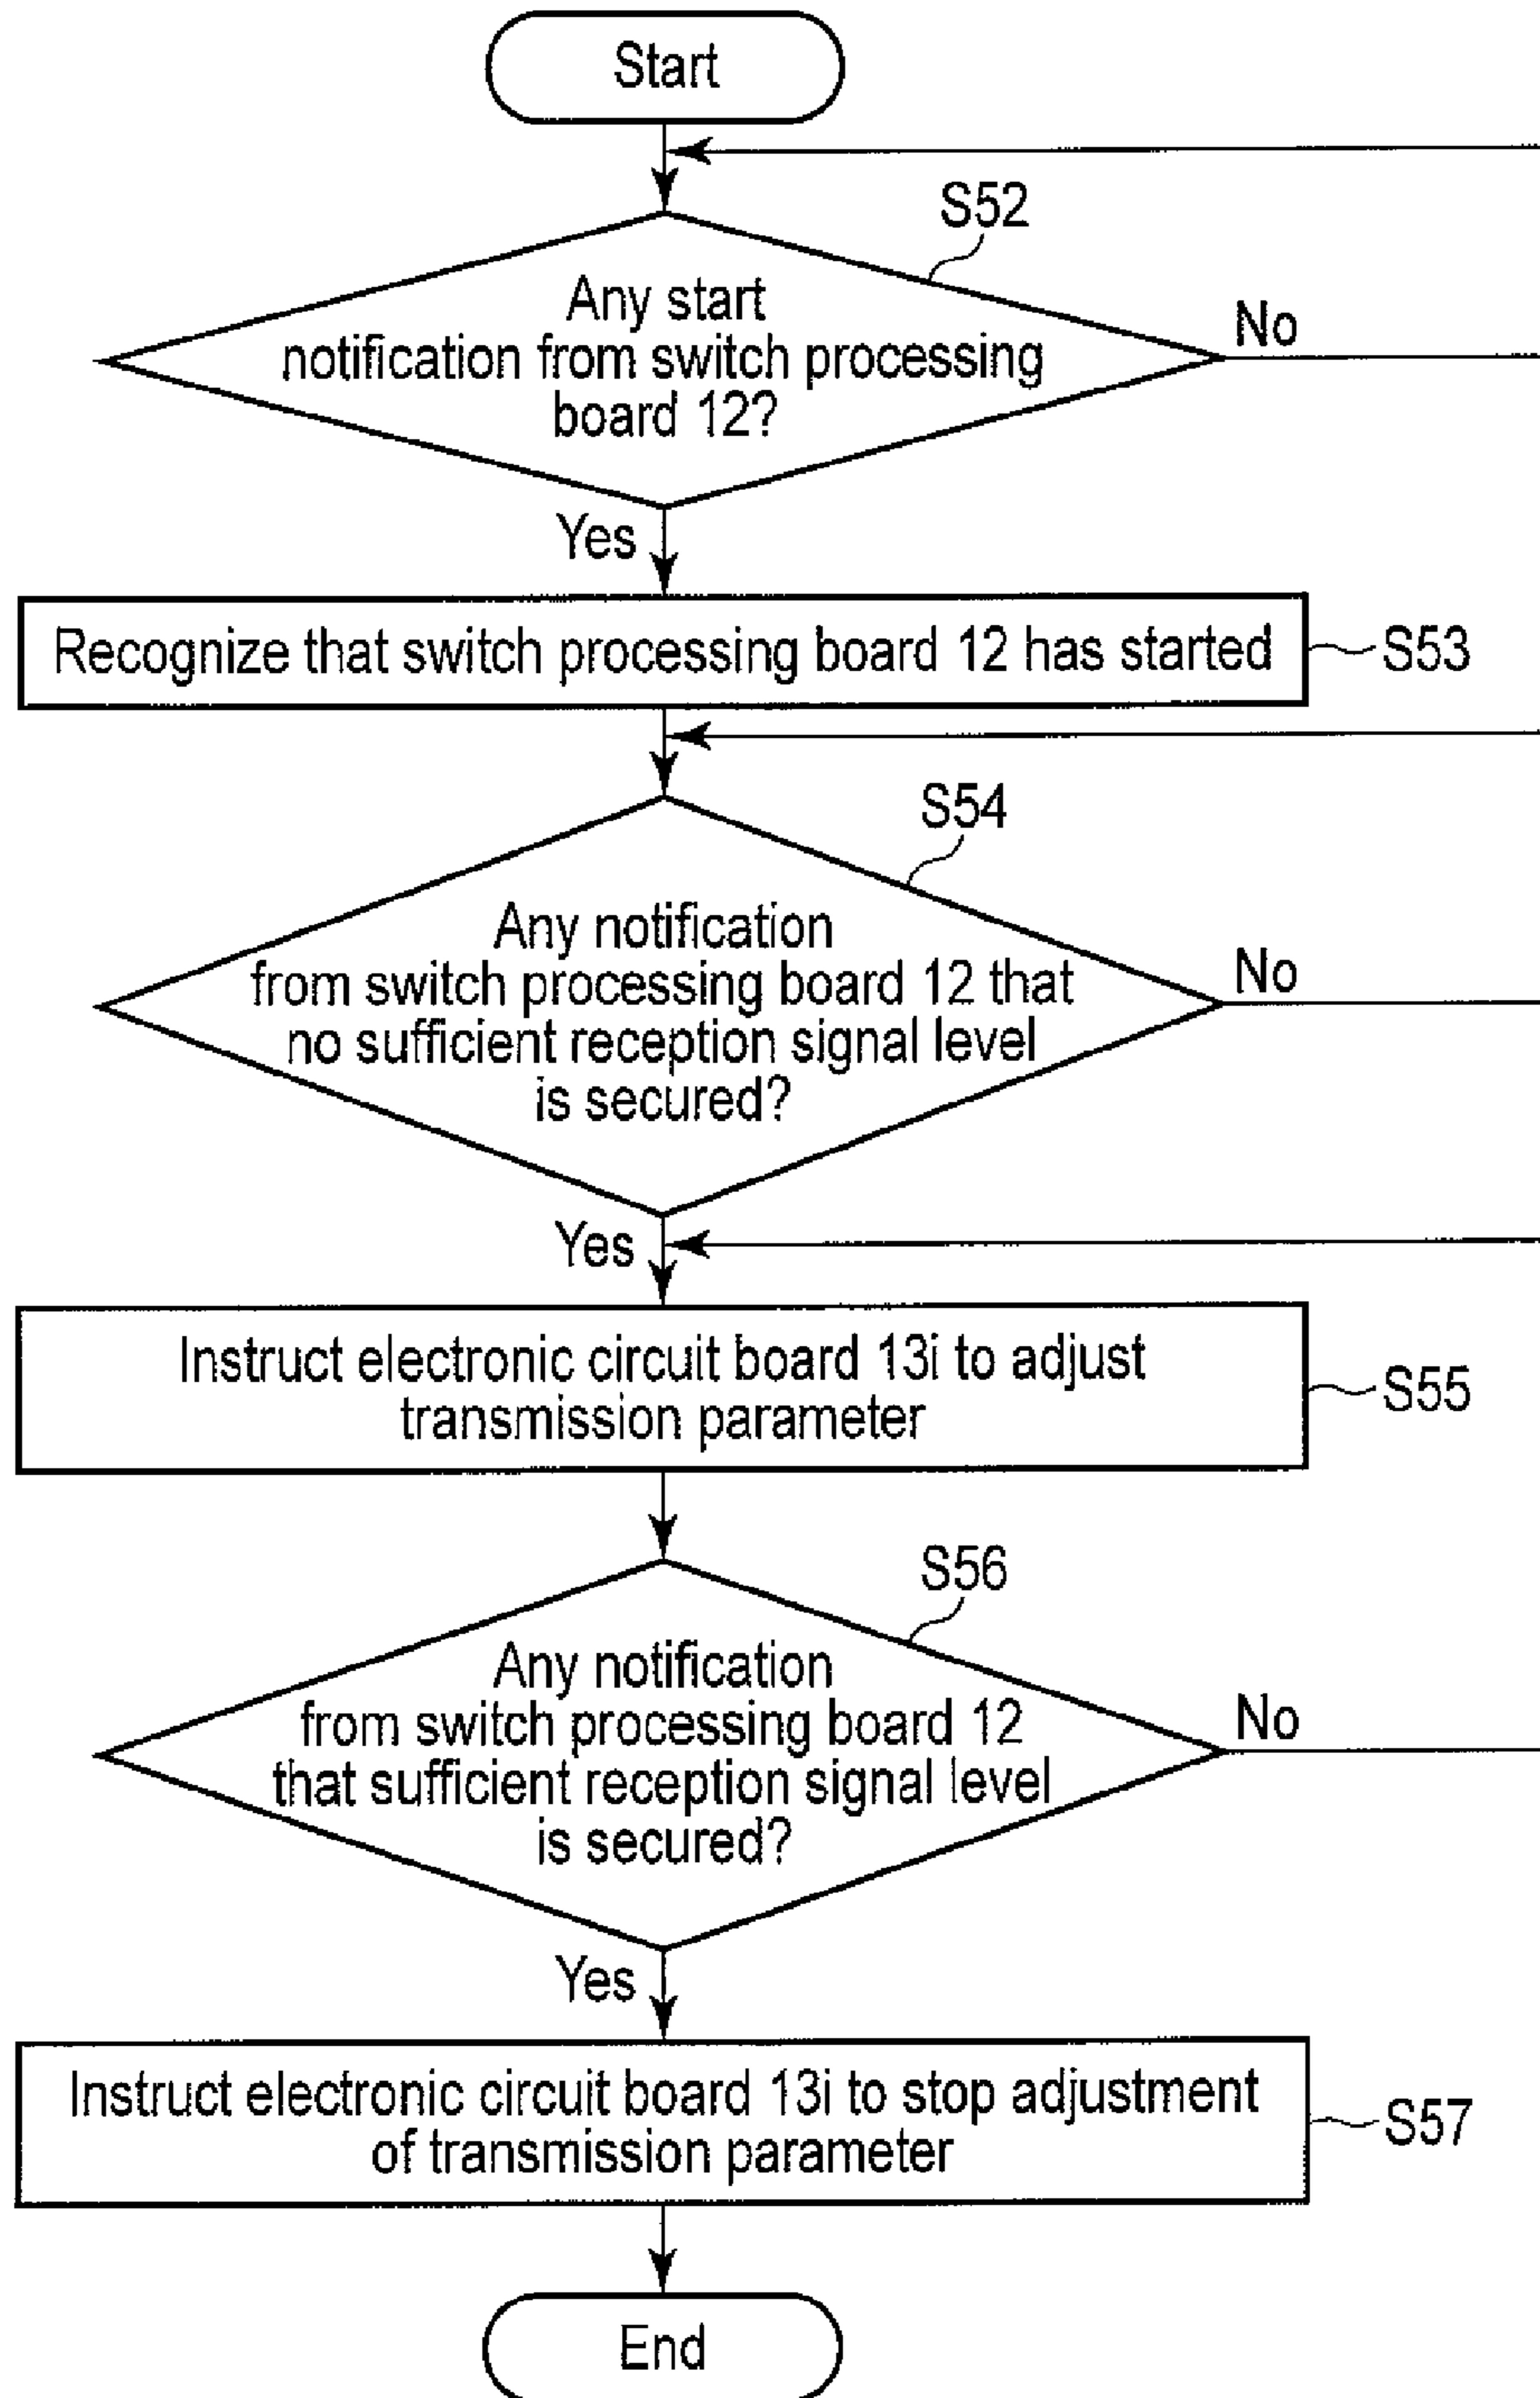 Start
S52
Any start
notification from switch processing
board 12?
No
Yes
Recognize that switch processing board 12 has started
S53
S54
Any notification
from switch processing board 12 that
no sufficient reception signal level
is secured?
No
Yes
Instruct electronic circuit board 13i to adjust
transmission parameter
S55
S56
Any notification
from switch processing board 12
that sufficient reception signal level
is secured?
No
Yes
Instruct electronic circuit board 13i to stop adjustment
of transmission parameter
S57
End